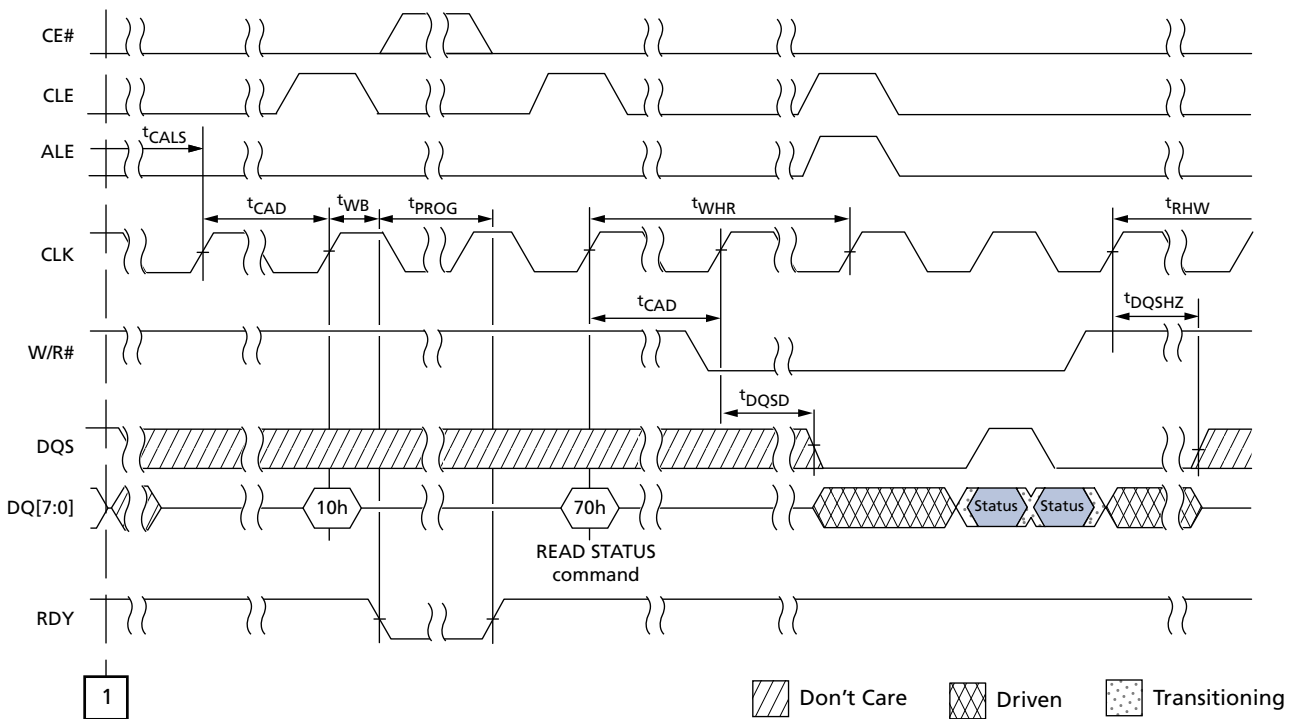 CE#
CLE
tCALS
ALE
tCAD
tWB
tPROG
tWHR
tRHW
CLK
tCAD
tDQSHZ
W/R#
tDQSD
DQS
DQ[7:0]
10h
70h
Status
Status
READ STATUS
command
RDY
1
Don't Care
Driven
Transitioning